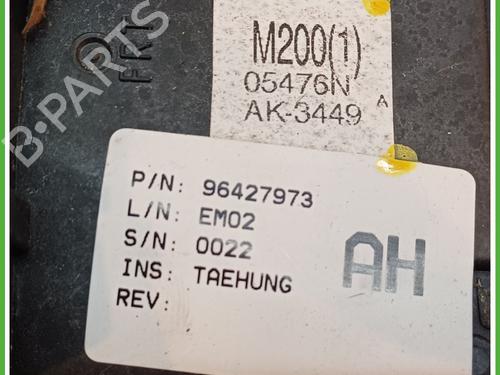 B-PARTS
FRT
M200(1)
05476N
AK-3449 A
P/N: 96427973
L/N: EM02
S/N: 0022
INS: TAEHUNG
REV:
AH